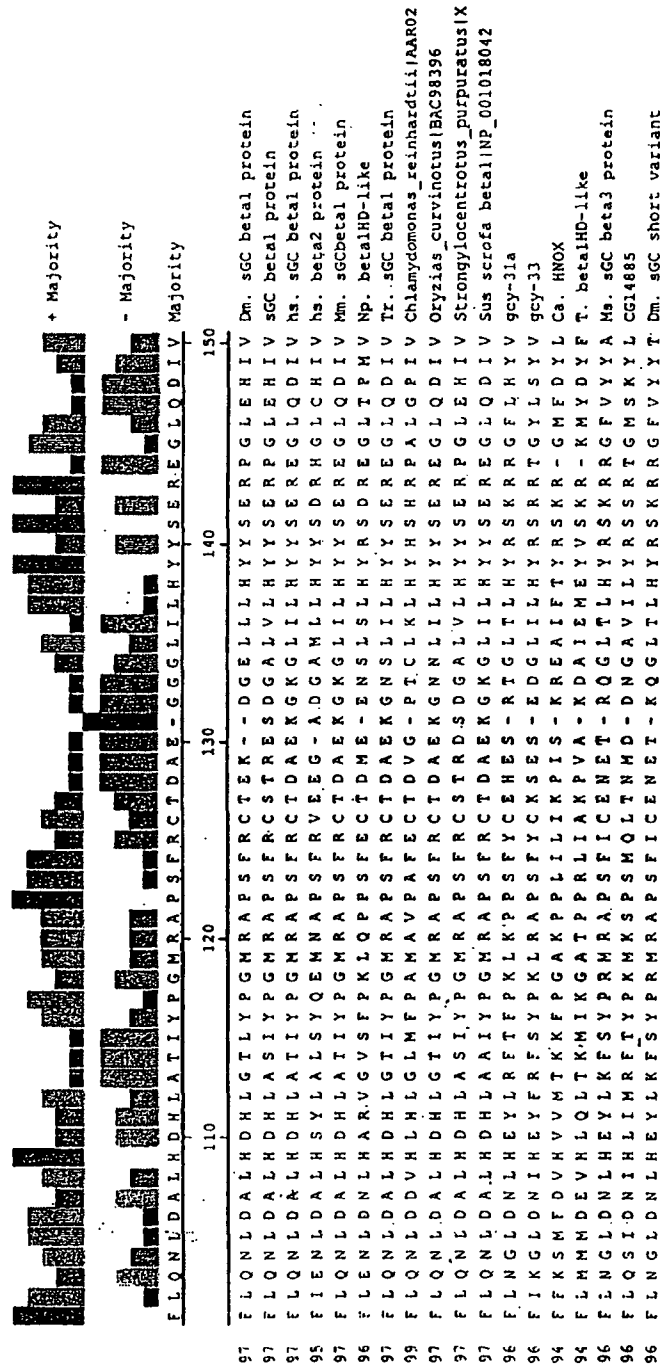 + Majority
- Majority
F L Q N L D A L H D H L A T I Y P G M R A P S F R C T D A E - G G G L I L H Y Y S E R E G L Q D I V Majority
110 120 130 140 150
97 F L Q N L D A L H D H L G T L Y P G M R A P S F R C T E K - - D G E L L L H Y Y S E R P G L E H I V Dm. sGC beta1 protein
97 F L Q N L D A L H D H L A S I Y P G M R A P S F R C S T R E S D G A L V L H Y Y S E R P G L E H I V sGC beta1 protein
97 F L Q N L D A L H D H L A T I Y P G M R A P S F R C T D A E K G K G L I L H Y Y S E R E G L Q D I V hs. sGC beta1 protein
95 F I E N L D A L H S Y L A L S Y Q E M N A P S F R V E E G - A D G A M L L H Y Y S D R H G L C H I V hs. beta2 protein
97 F L Q N L D A L H D H L A T I Y P G M R A P S F R C T D A E K G K G L I L H Y Y S E R E G L Q D I V Mm. sGCbeta1 protein
96 F L E N L D N L H A R V G V S F P K L Q P P S F E C T D M E - E N S L S L H Y R S D R E G L T P M V Np. beta1HD-like
97 F L Q N L D A L H D H L G T I Y P G M R A P S F R C T D A E K G N S L I L H Y Y S E R E G L Q D I V Tr. sGC beta1 protein
99 F L Q N L D D V H L H L G L M F P A M A V P A F E C T D V G - P T C L K L H Y H S H R P A L G P I V Chlamydomonas_reinhardtii|AAR02
97 F L Q N L D A L H D H L G T I Y P G M R A P S F R C T D A E K G N N L I L H Y Y S E R E G L Q D I V Oryzias_curvinotus|BAC98396
97 F L Q N L D A L H D H L A S I Y P G M R A P S F R C S T R D S D G A L V L H Y Y S E R P G L E H I V Strongylocentrotus_purpuratus|X
97 F L Q N L D A L H D H L A A I Y P G M R A P S F R C T D A E K G K G L I L H Y Y S E R E G L Q D I V Sus scrofa beta1|NP_001018042
96 F L N G L D N L H E Y L R F T F P K L K P P S F Y C E H E S - R T G L T L H Y R S K R R G F L H Y V gcy-31a
96 F I K G L D N I H E Y F R F S Y P K L R A P S F Y C K S E S - E D G L I L H Y R S R R T G Y L S Y V gcy-33
94 F F K S M F D V H V V M T K K F P G A K P P L I L I K P I S - K R E A I F T Y R S K R - G M F D Y L Ca. HNOX
94 F L M M M D E V H L Q L T K M I K G A T P P R L I A K P V A - K D A I E M E Y V S K R - K M Y D Y F T. beta1HD-like
96 F L N G L D N L H E Y L K F S Y P R M R A P S F I C E N E T - R Q G L T L H Y R S K R R G F V Y Y A Ms. sGC beta3 protein
96 F L Q S I D N I H L I M R F T Y P K M K S P S M Q L T N M D - D N G A V I L Y R S S R T G M S K Y L CG14885
96 F L N G L D N L H E Y L K F S Y P R M R A P S F I C E N E T - K Q G L T L H Y R S K R R G F V Y Y T Dm. sGC short variant